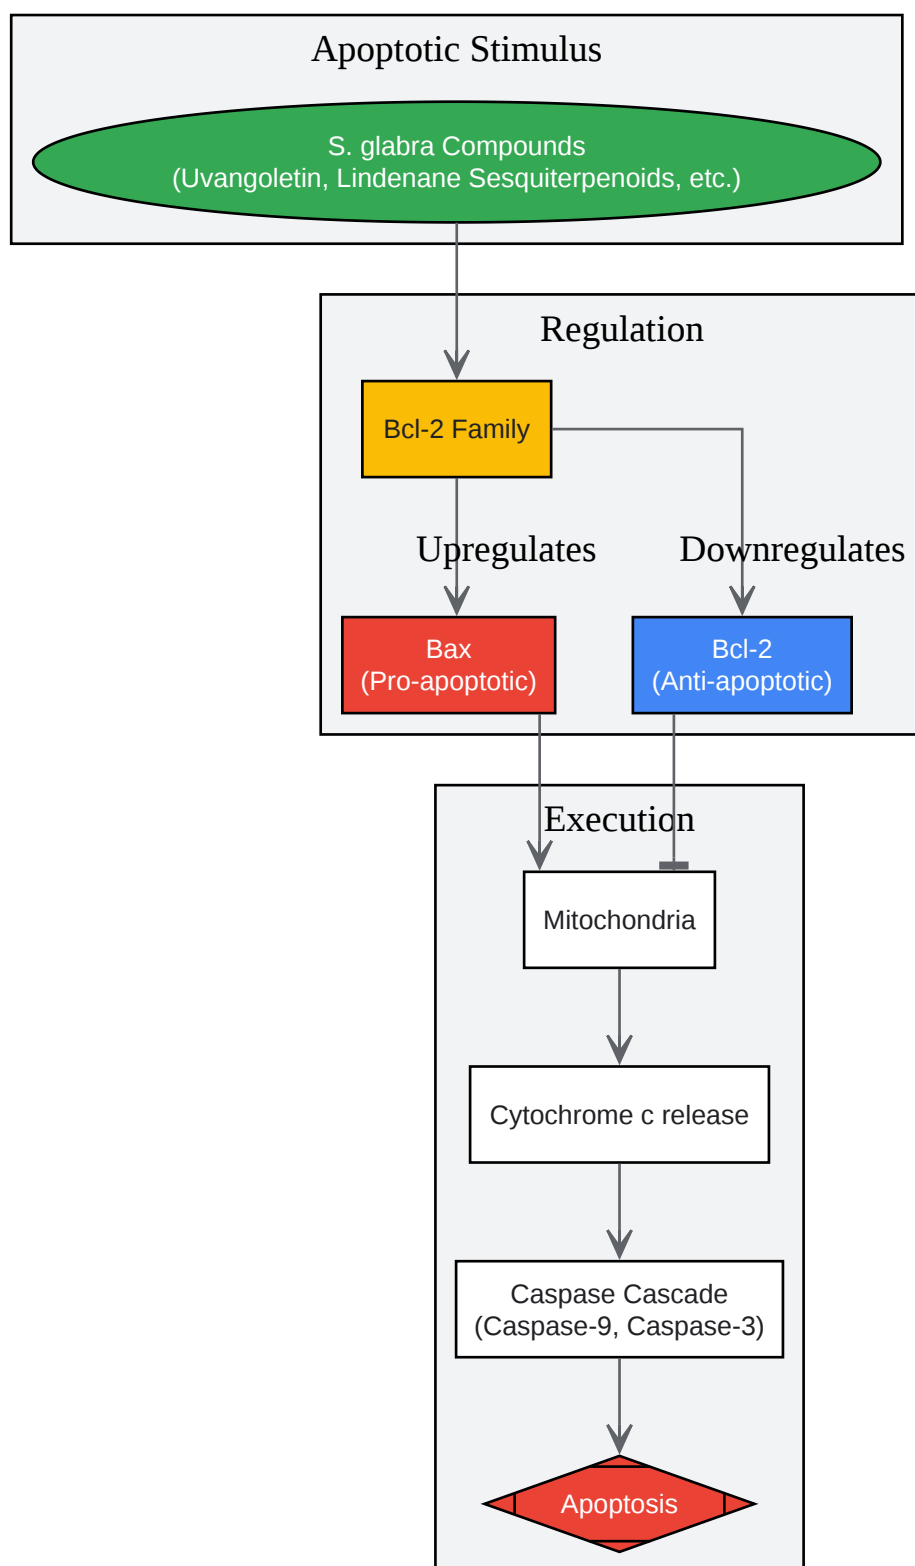 Apoptotic Stimulus
S. glabra Compounds
(Uvangoletin, Lindenane Sesquiterpenoids, etc.)
Regulation
Bcl-2 Family
Upregulates
Downregulates
Bax
(Pro-apoptotic)
Bcl-2
(Anti-apoptotic)
Execution
Mitochondria
Cytochrome c release
Caspase Cascade
(Caspase-9, Caspase-3)
Apoptosis